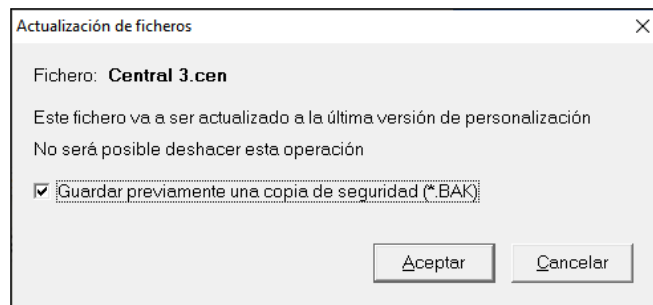 Actualización de ficheros
Fichero: Central 3.cen
Este fichero va a ser actualizado a la última versión de personalización
No será posible deshacer esta operación
Guardar previamente una copia de seguridad (*.BAK)
Aceptar Cancelar